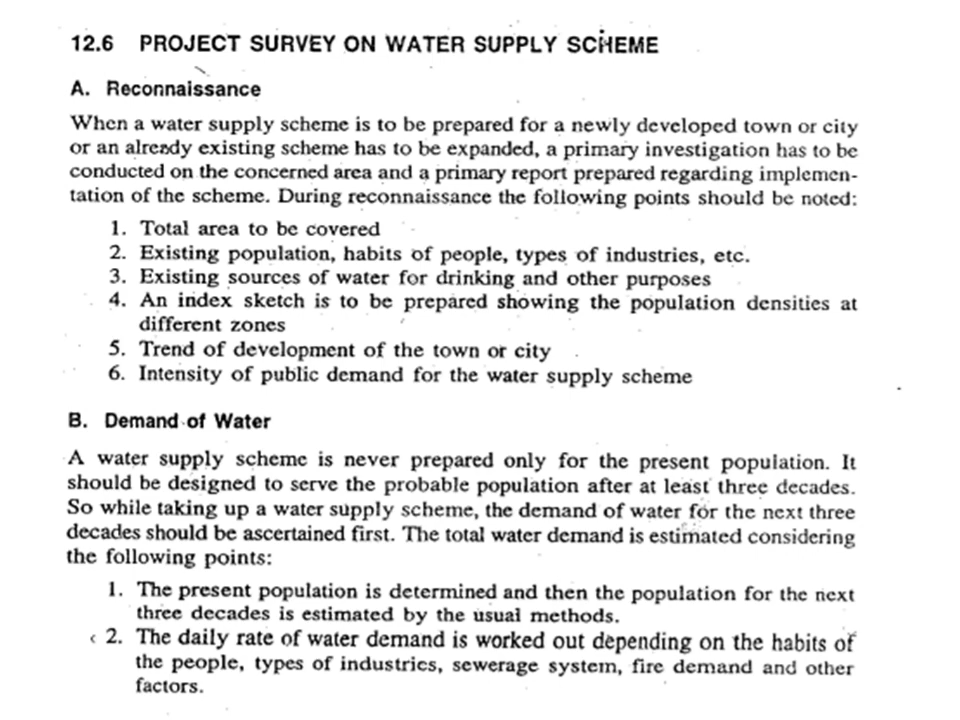 12.6 PROJECT SURVEY ON WATER SUPPLY SCHEME
A. Reconnaissance
When a water supply scheme is to be prepared for a newly developed town or city
or an already existing scheme has to be expanded, a primary investigation has to be
conducted on the concerned area and a primary report prepared regarding implemen-
tation of the scheme. During reconnaissance the following points should be noted:
1. Total area to be covered
2. Existing population, habits of people, types of industries, etc.
3. Existing sources of water for drinking and other purposes
4. An index sketch is to be prepared showing the population densities at
different zones
5. Trend of development of the town or city
6. Intensity of public demand for the water supply scheme
B. Demand of Water
A water supply scheme is never prepared only for the present population. It
should be designed to serve the probable population after at least three decades.
So while taking up a water supply scheme, the demand of water for the next three
decades should be ascertained first. The total water demand is estimated considering
the following points:
1. The present population is determined and then the population for the next
three decades is estimated by the usual methods.
2. The daily rate of water demand is worked out depending on the habits of
the people, types of industries, sewerage system, fire demand and other
factors.